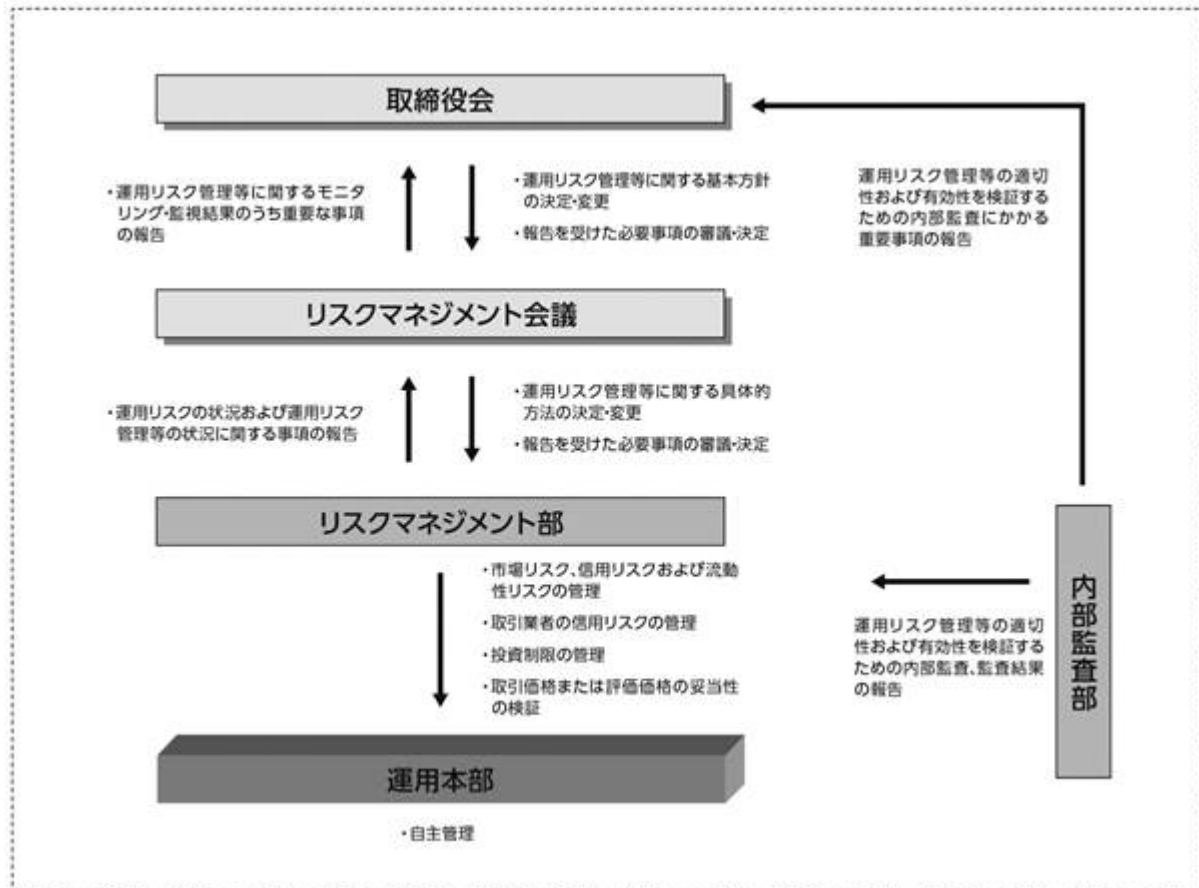 取締役会
・運用リスク管理等に関するモニタ
リング・監視結果のうち重要な事項
の報告
・運用リスク管理等に関する基本方針
の決定・変更
・報告を受けた必要事項の審議・決定
運用リスク管理等の適切
性および有効性を検証する
ための内部監査にかかる
重要事項の報告
リスクマネジメント会議
・運用リスクの状況および運用リスク
管理等の状況に関する事項の報告
・運用リスク管理等に関する具体的
方法の決定・変更
・報告を受けた必要事項の審議・決定
リスクマネジメント部
・市場リスク、信用リスクおよび流動
性リスクの管理
・取引業者の信用リスクの管理
・投資制限の管理
・取引価格または評価価格の妥当性
の検証
運用リスク管理等の適切
性および有効性を検証する
ための内部監査、監査結果
の報告
内部監査部
運用本部
・自主管理